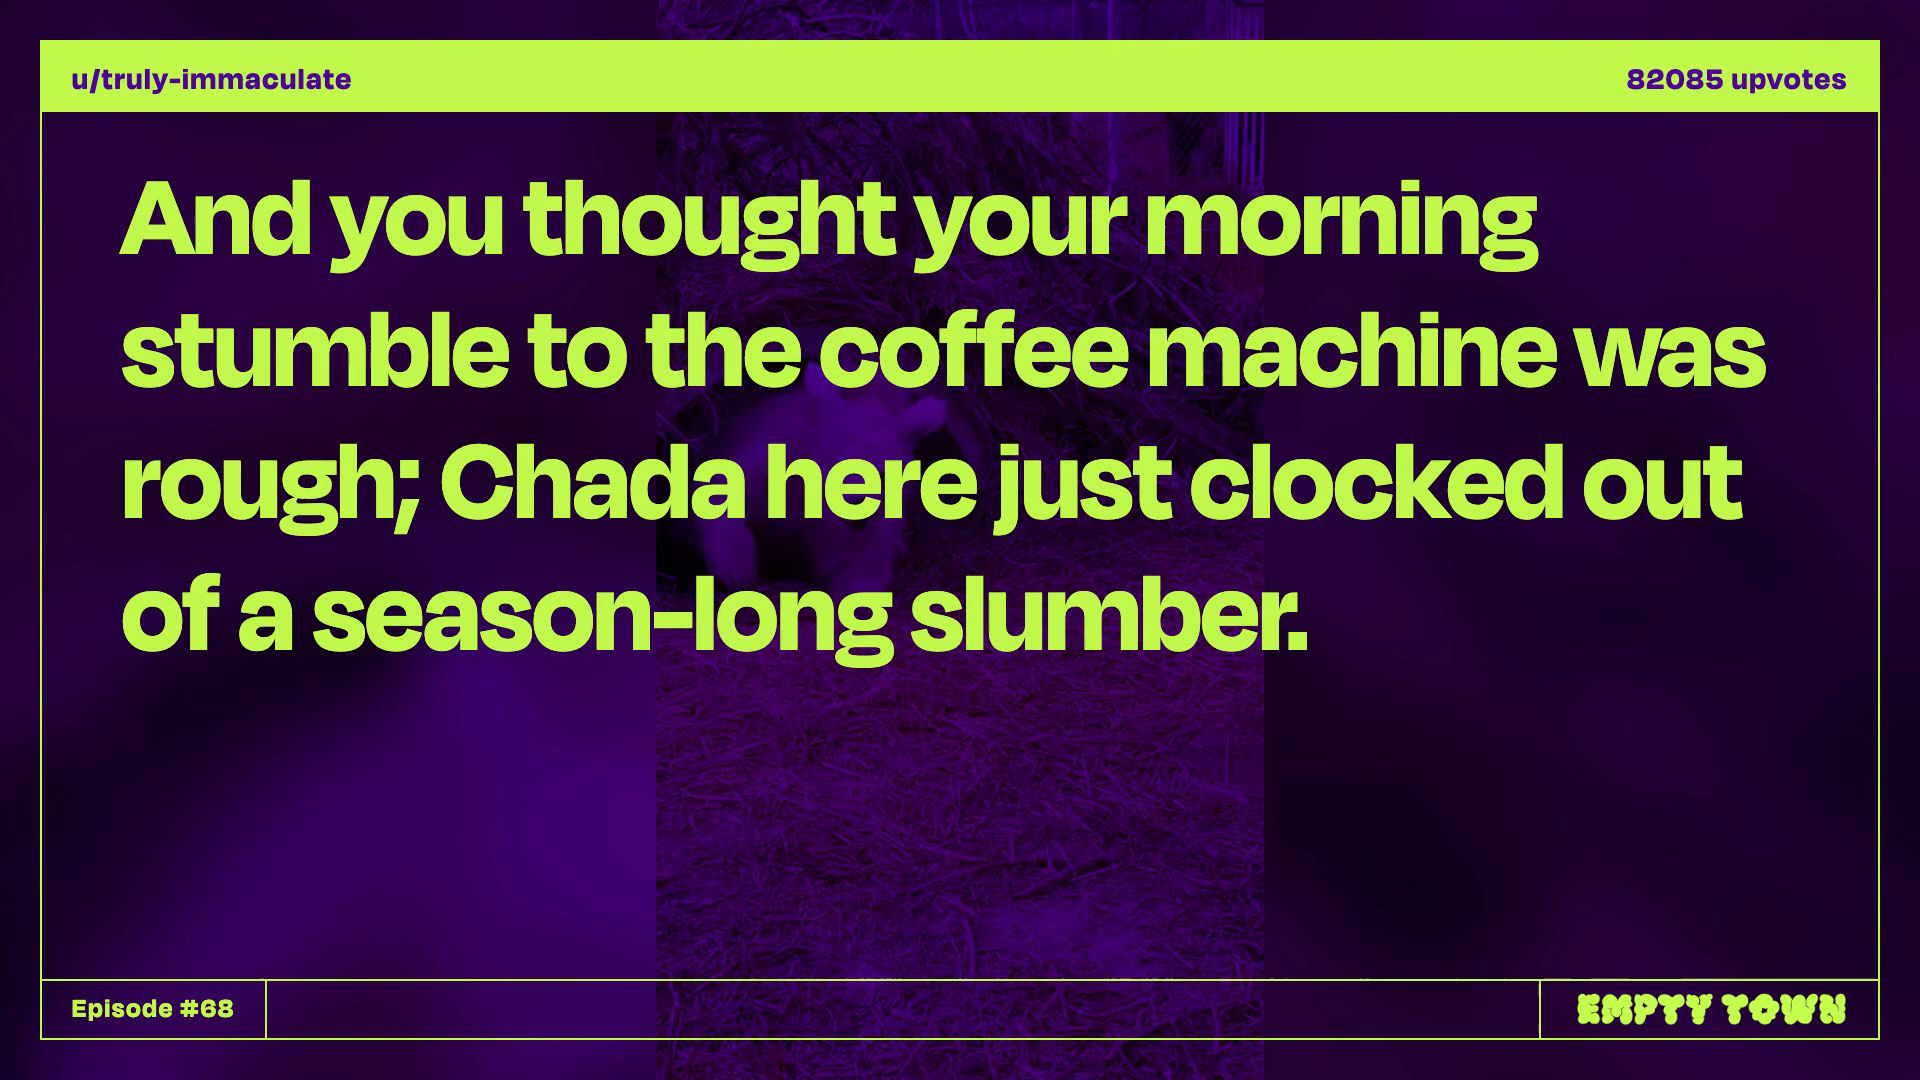 u/truly-immaculate
82085 upvotes
And you thought your morning
stumble to the coffee machine was
rough; Chada here just clocked out
of a season-long slumber.
Episode #68
EMPTY TOWN